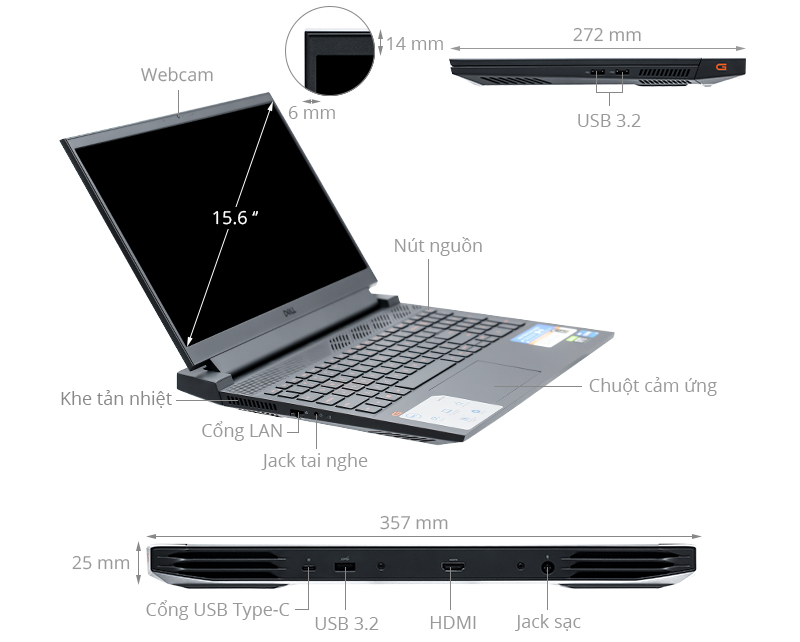 14 mm
272 mm
Webcam
6 mm
USB 3.2
15.6 “
Nút nguồn
DELL
Khe tản nhiệt
Chuột cảm ứng
Cổng LAN
Jack tai nghe
357 mm
25 mm
Cổng USB Type-C
USB 3.2
HDMI
Jack sạc